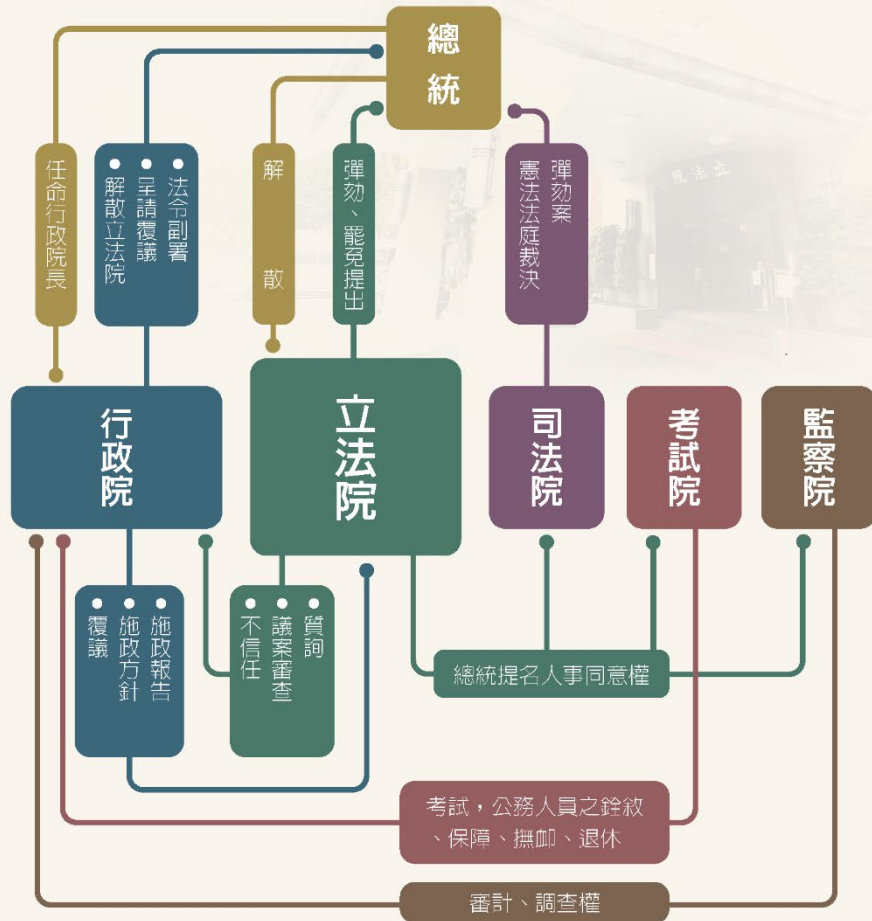 總統
任命行政院長
法令副署
呈請覆議
解散立法院
解散
彈劾、罷免提出
彈劾案
憲法法庭裁決
立法院
行政院
立法院
司法院
考試院
監察院
施政報告
施政方針
覆議
質詢
議案審查
不信任
總統提名人事同意權
考試，公務人員之銓敘
、保障、撫卹、退休
審計、調查權